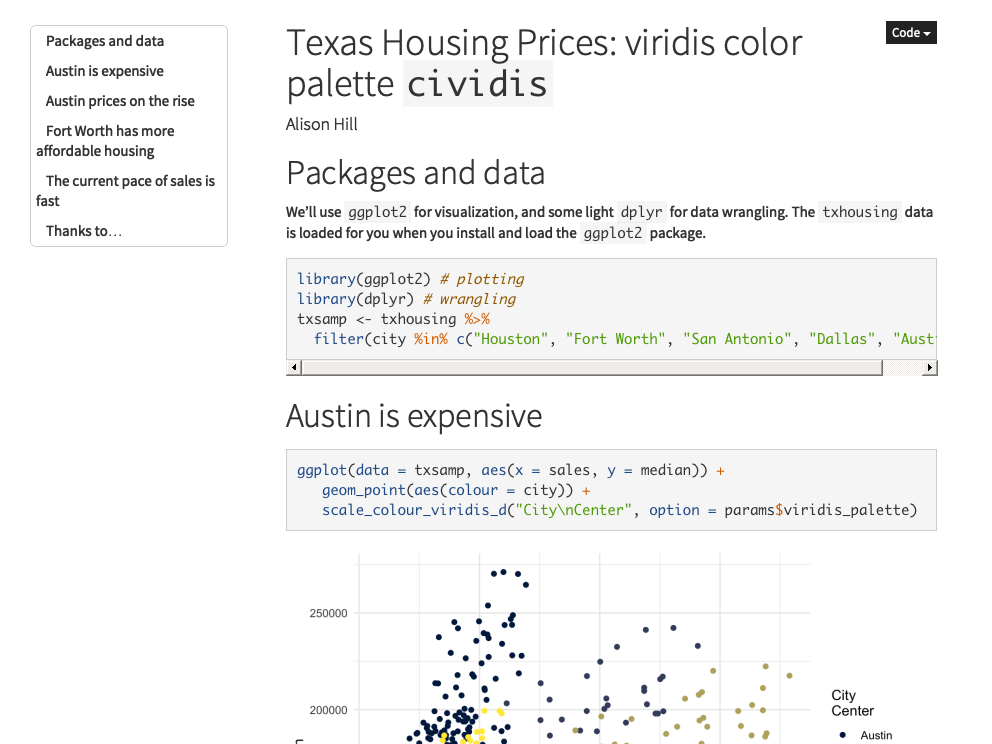 Packages and data
Austin is expensive
Austin prices on the rise
Fort Worth has more
affordable housing
The current pace of sales is
fast
Thanks to…
Code
Texas Housing Prices: viridis color
palette cividis
Alison Hill
Packages and data
We’ll use ggplot2 for visualization, and some light dplyr for data wrangling. The txhousing data
is loaded for you when you install and load the ggplot2 package.
library(ggplot2) # plotting
library(dplyr) # wrangling
txsamp <- txhousing %>%
filter(city %in% c("Houston", "Fort Worth", "San Antonio", "Dallas", "Aust
Austin is expensive
ggplot(data = txsamp, aes(x = sales, y = median)) +
geom_point(aes(colour = city)) +
scale_colour_viridis_d("City\nCenter", option = params$viridis_palette)
250000
200000
City
Center
Austin